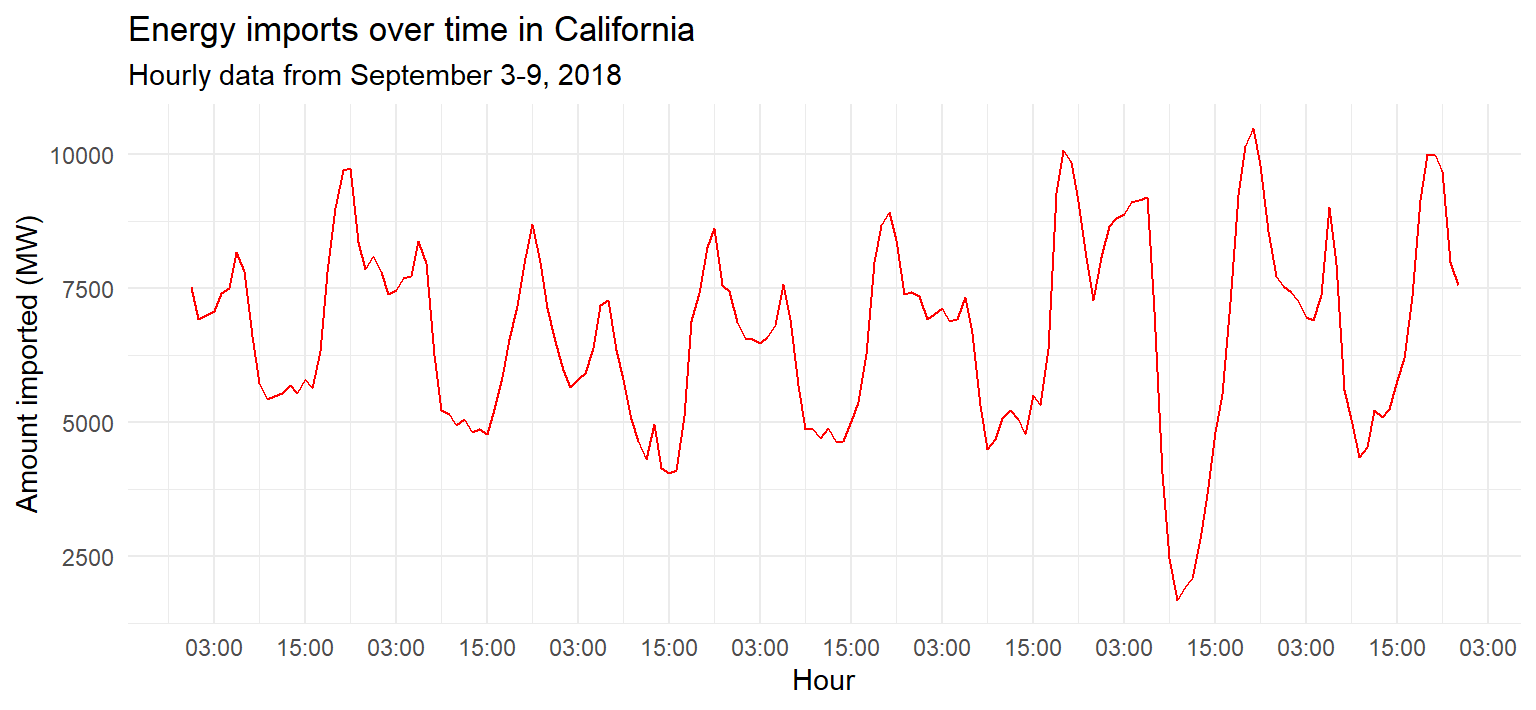 Energy imports over time in California
Hourly data from September 3-9, 2018
Amount imported (MW)
10000
7500
5000
2500
03:00 15:00 03:00 15:00 03:00 15:00 03:00 15:00 03:00 15:00 03:00 15:00 03:00 15:00 03:00
Hour